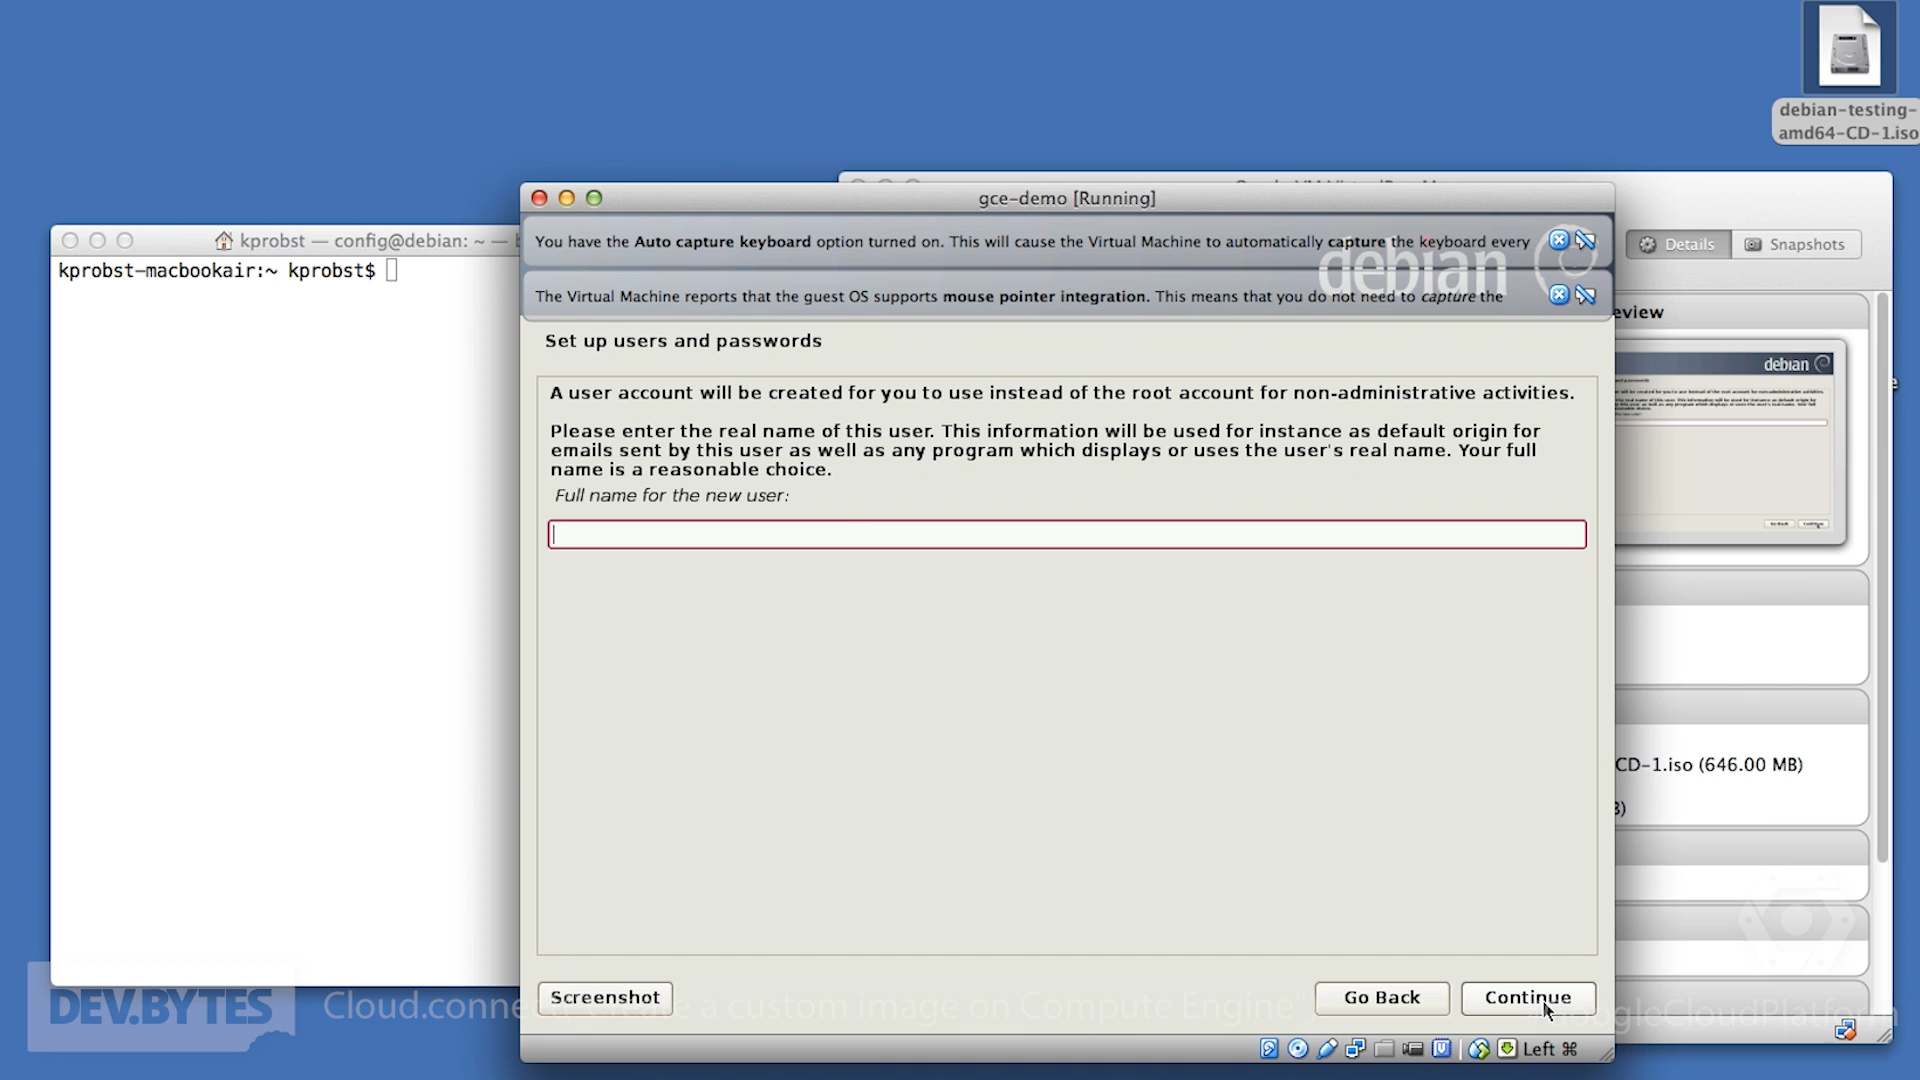 debian-testing-
amd64-CD-1.iso
gce-demo [Running]
kprobst — config@debian: ~ —
kprobst-macbookair:~ kprobst$
You have the Auto capture keyboard option turned on. This will cause the Virtual Machine to automatically capture the keyboard every
debian
The Virtual Machine reports that the guest OS supports mouse pointer integration. This means that you do not need to capture the
Details
Snapshots
Set up users and passwords
A user account will be created for you to use instead of the root account for non-administrative activities.
Please enter the real name of this user. This information will be used for instance as default origin for
emails sent by this user as well as any program which displays or uses the user's real name. Your full
name is a reasonable choice.
Full name for the new user:
debian
CD-1.iso (646.00 MB)
Screenshot
Go Back
Continue
DEV.BYTES
a custom image on Compute Engine"
Left ⌘